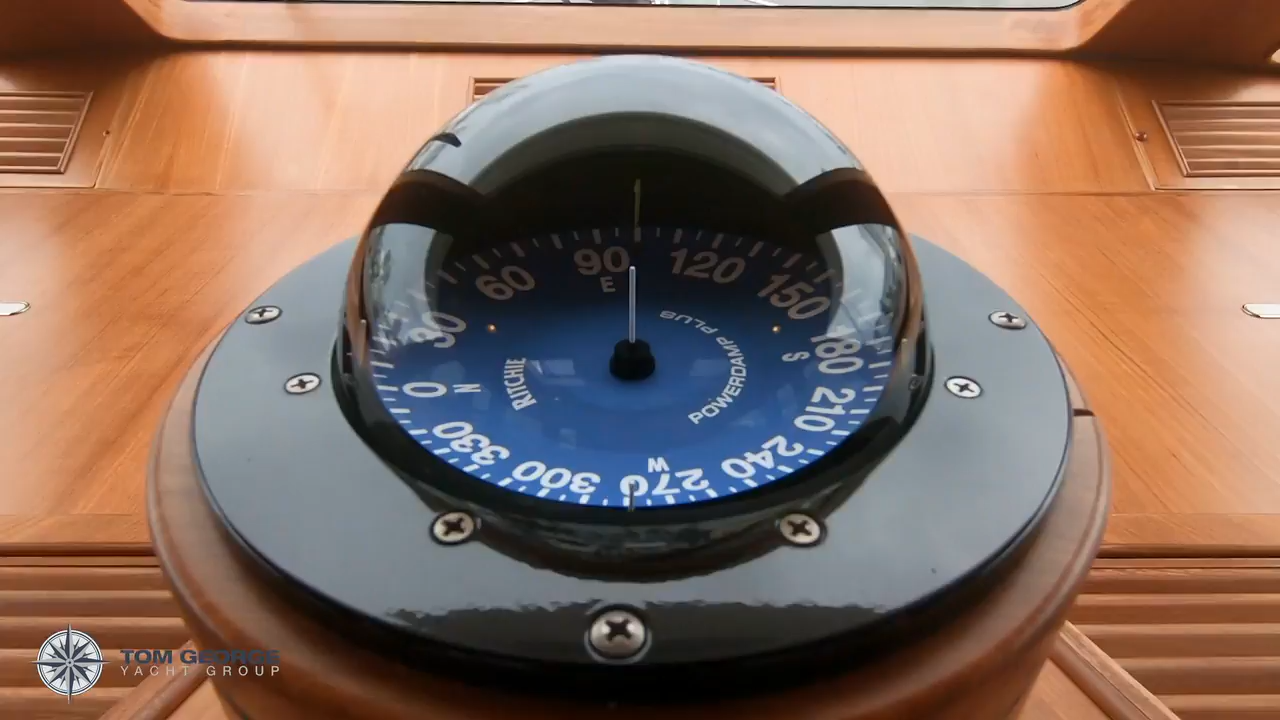 90
E
120
60
150
30
POWERDAMP PLUS
180
S
0
N
RITCHIE
210
330
240
300
270
W
TOM GEORGE
YACHT GROUP